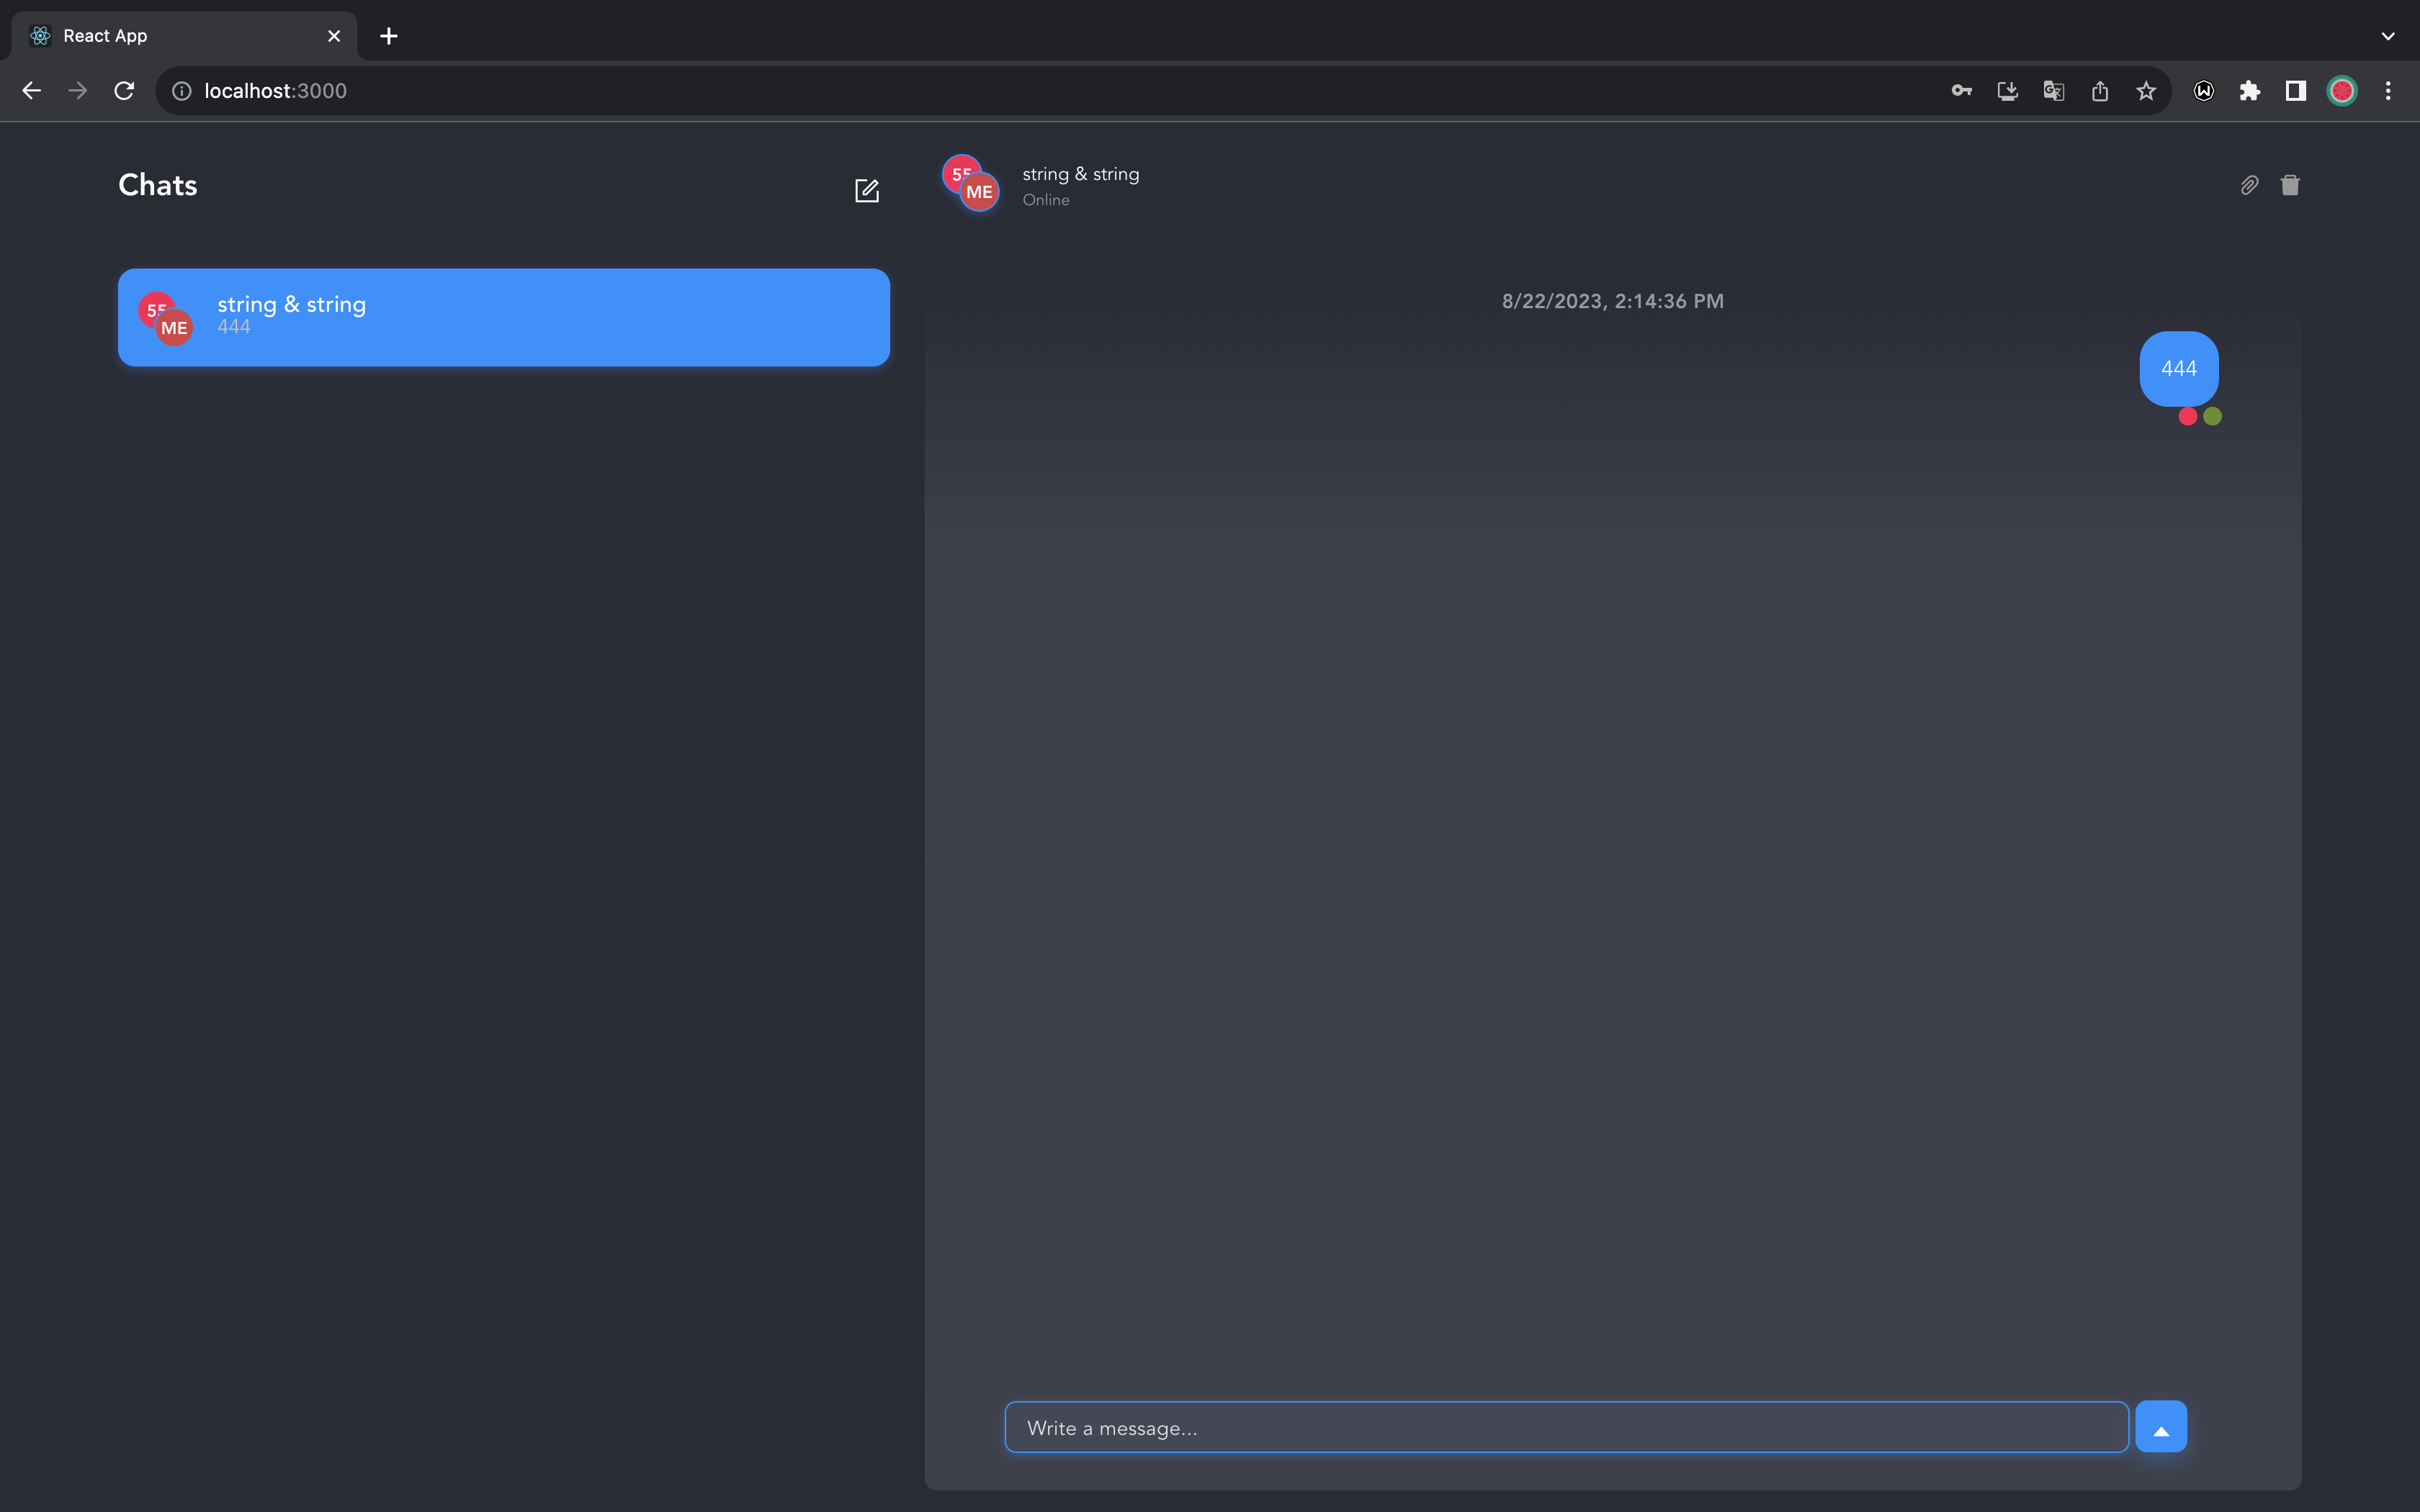 React App
localhost:3000
Chats
55
ME
string & string
Online
55
ME
string & string
444
8/22/2023, 2:14:36 PM
444
Write a message...